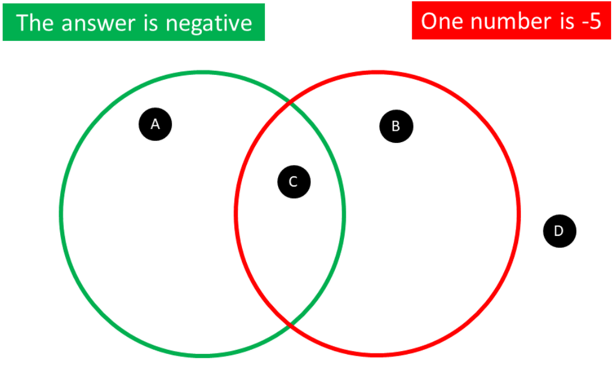 The answer is negative
One number is -5
A
B
C
D